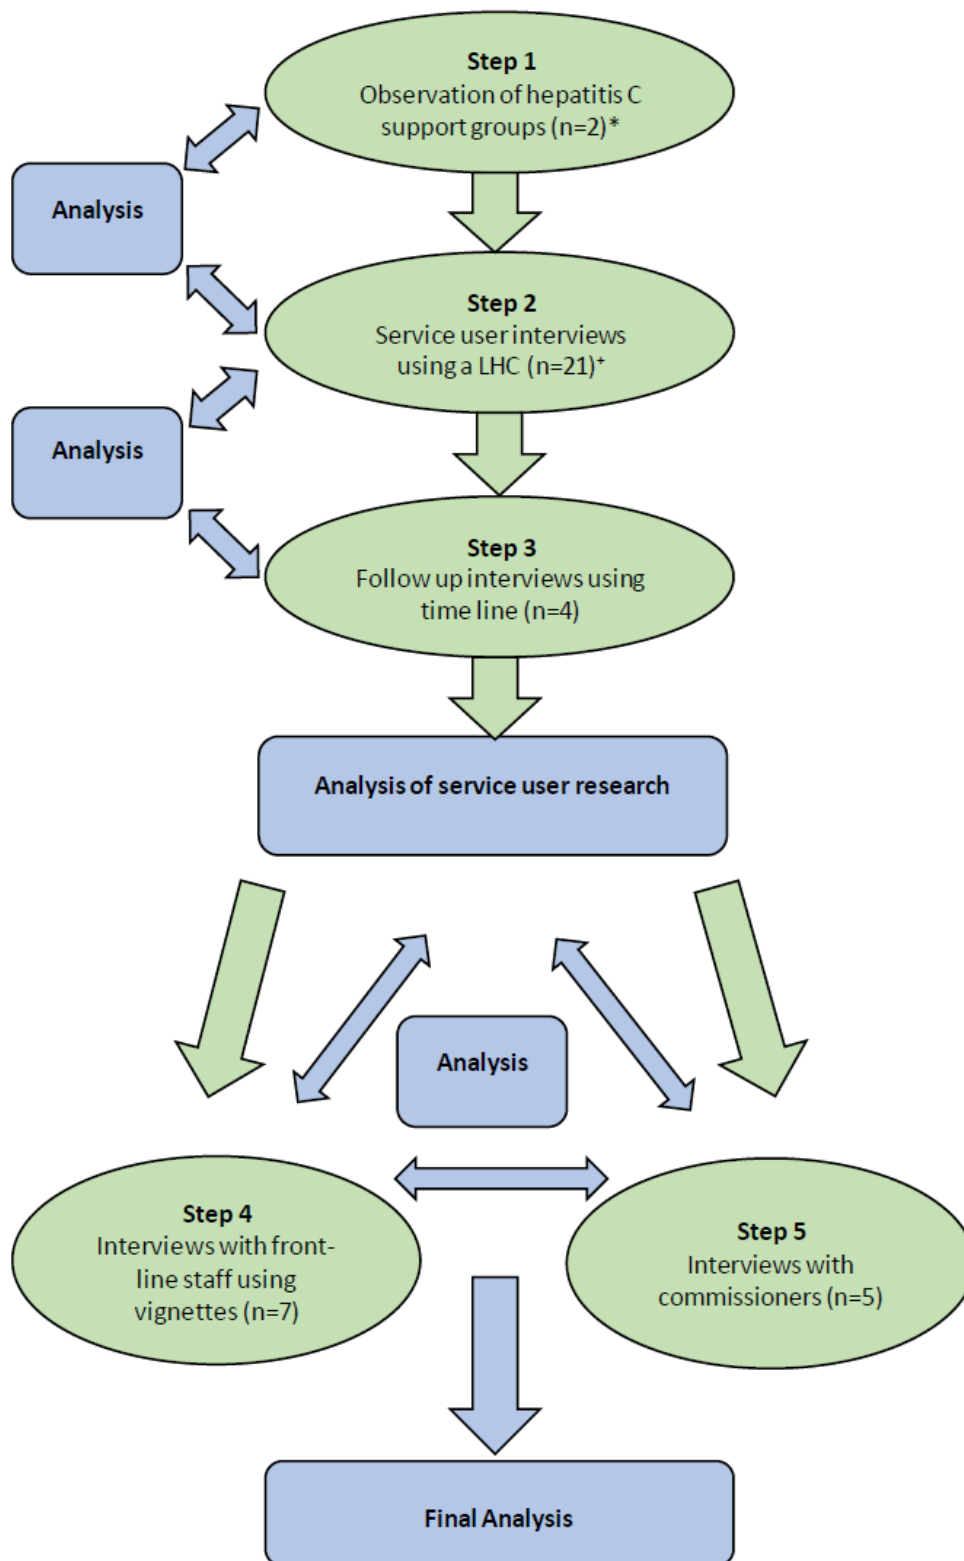 Step 1
Observation of hepatitis C
support groups (n=2)*
Analysis
Step 2
Service user interviews
using a LHC (n=21)⁺
Analysis
Step 3
Follow up interviews using
time line (n=4)
Analysis of service user research
Analysis
Step 4
Interviews with front-
line staff using
vignettes (n=7)
Step 5
Interviews with
commissioners (n=5)
Final Analysis